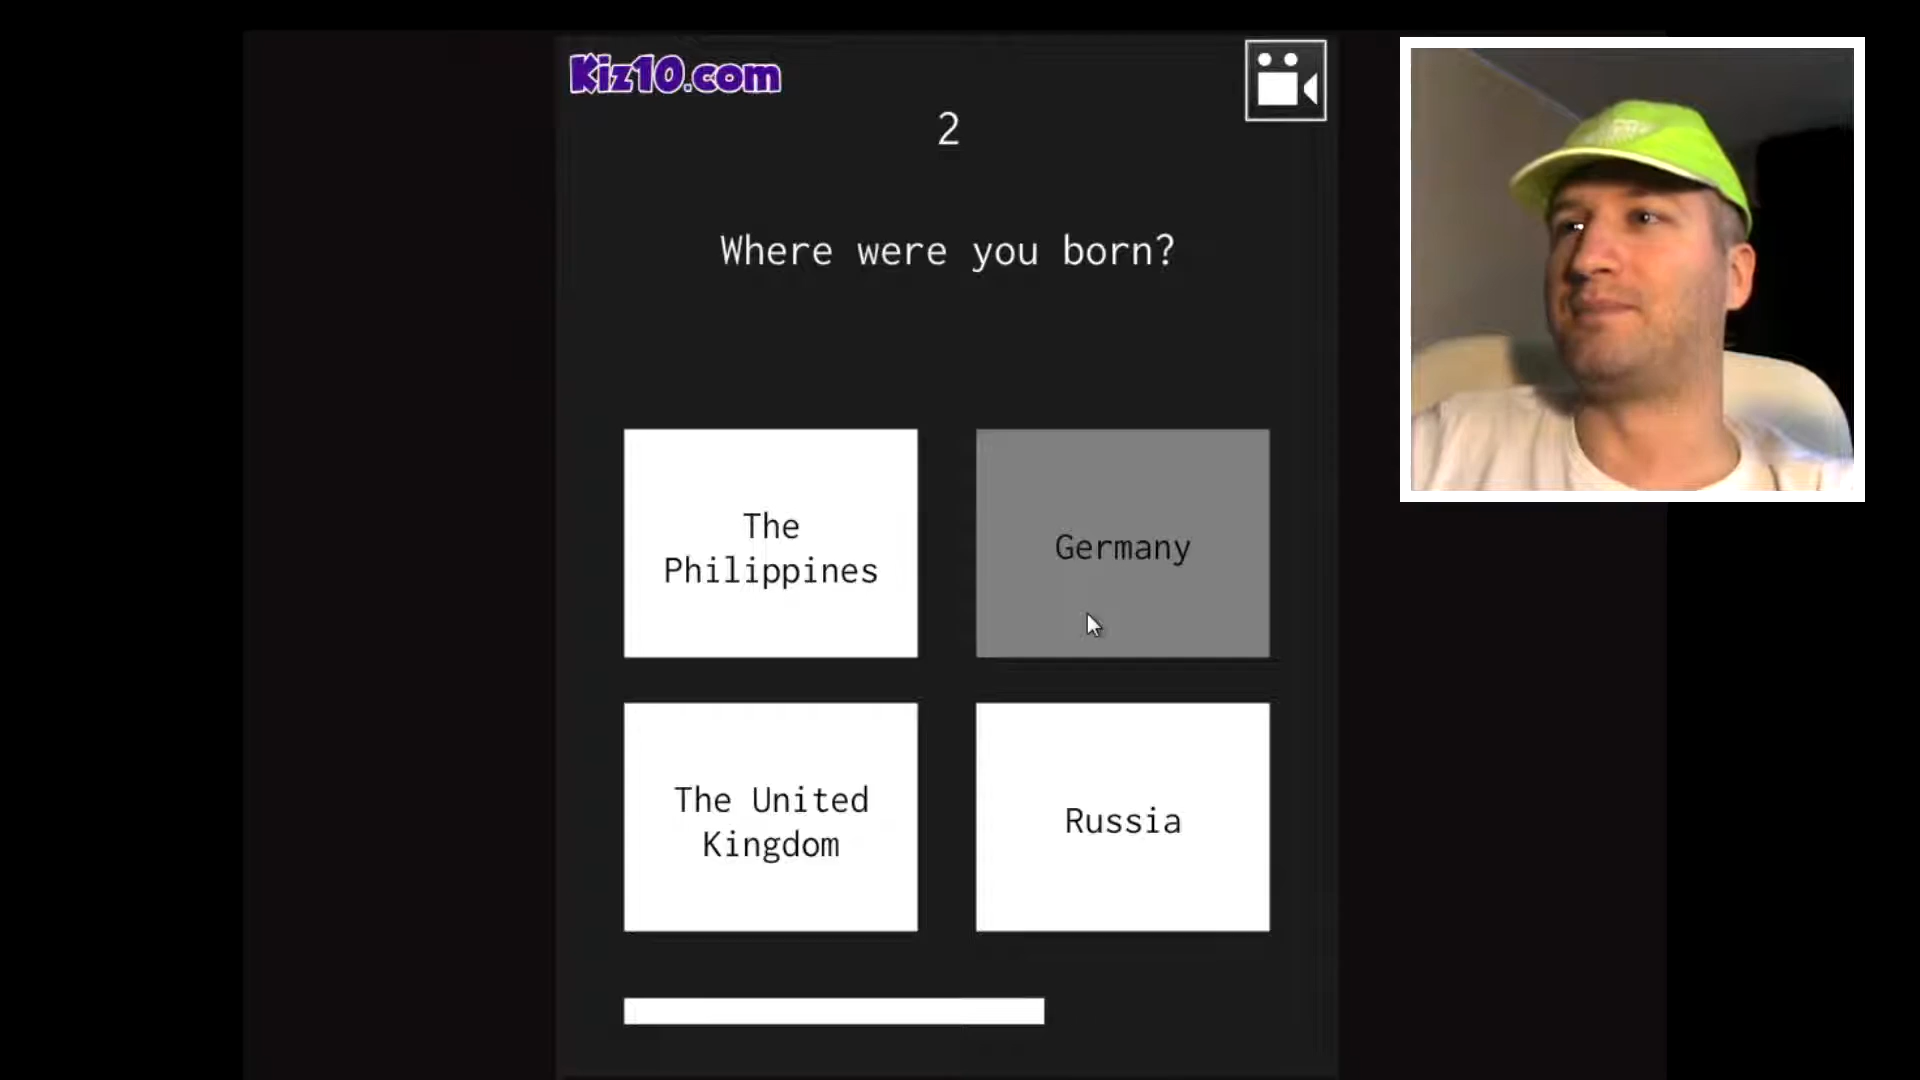 Kiz10.com
2
Where were you born?
The
Philippines
Germany
The United
Kingdom
Russia